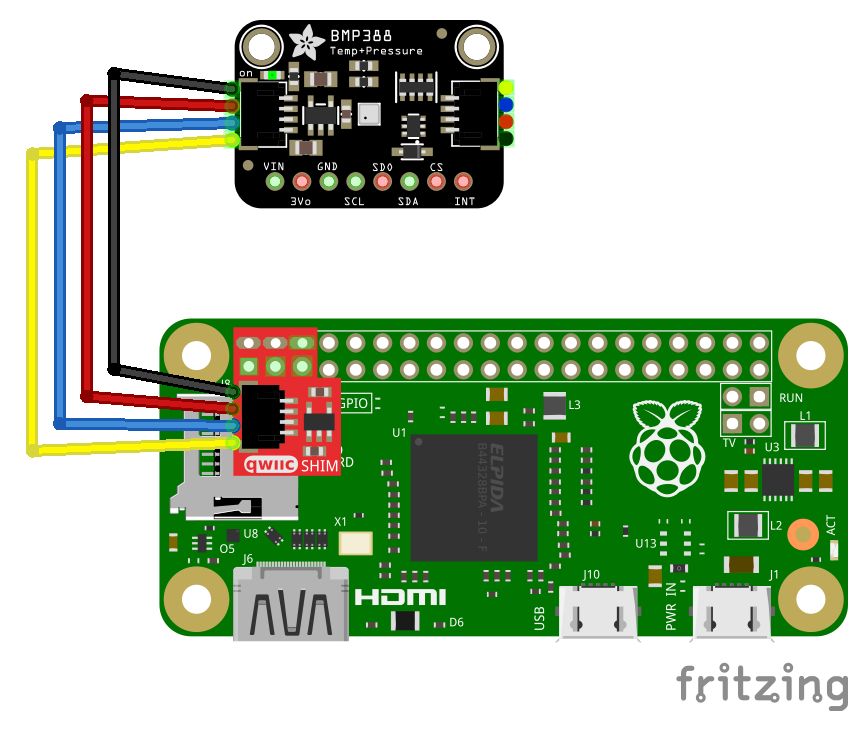 BMP388
Temp+Pressure
on
VIN GND SDO CS
3Vo SCL SDA INT
J8
GPIO
L3
RUN
TV
L1
U3
U1
ELPIDA
B4432BBPA - 10 - F
qwiic
SHIM
RD
X1
U8
O5
L2
ACT
U13
J6
HDMI
D6
USB
J10
PWR IN
J1
fritzing